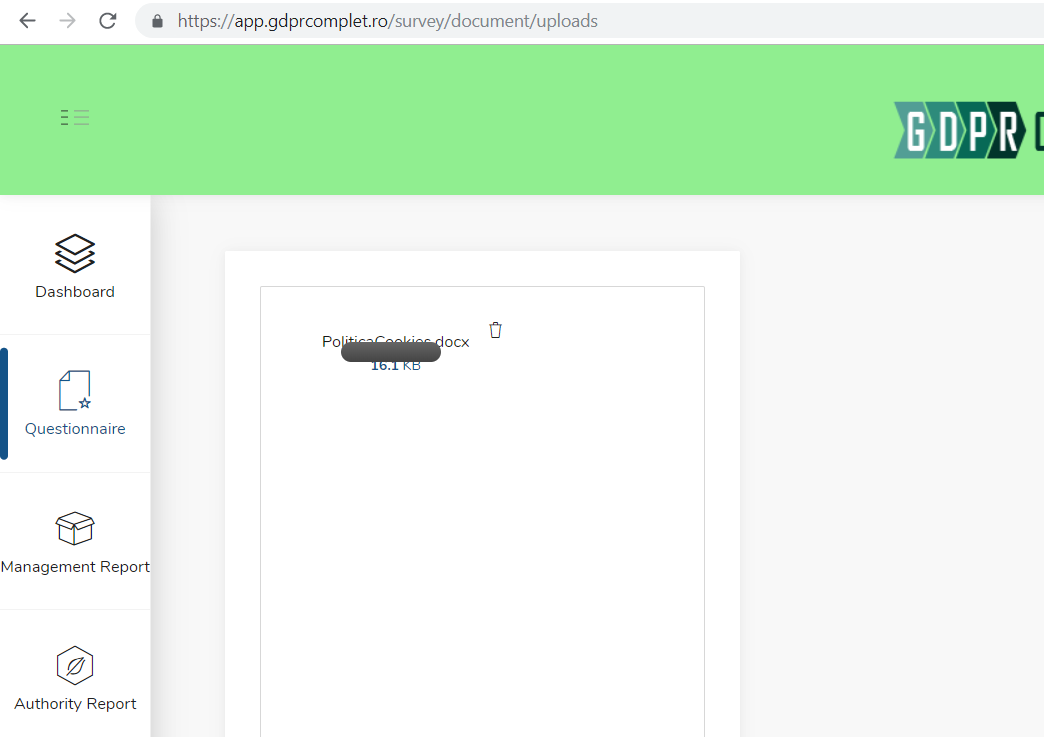 https://app.gdprcomplet.ro/survey/document/uploads
GDPR
Dashboard
Questionnaire
Management Report
Authority Report
PoliticaCookies.docx
16.1 KB